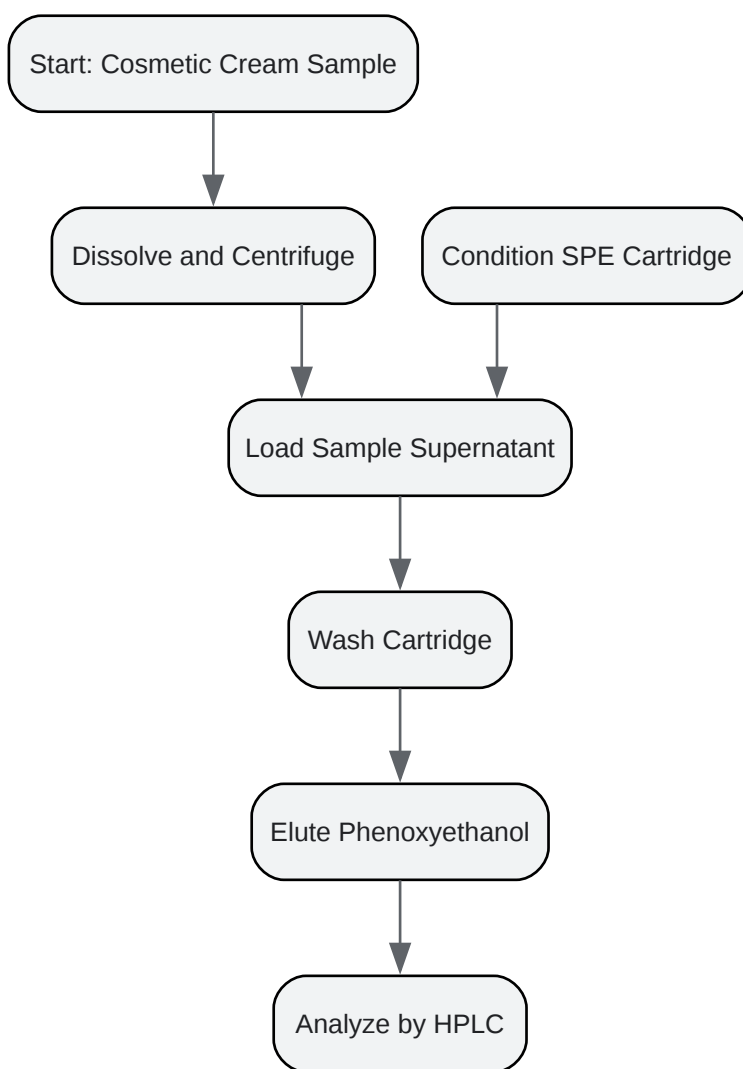 Start: Cosmetic Cream Sample
Dissolve and Centrifuge
Condition SPE Cartridge
Load Sample Supernatant
Wash Cartridge
Elute Phenoxyethanol
Analyze by HPLC